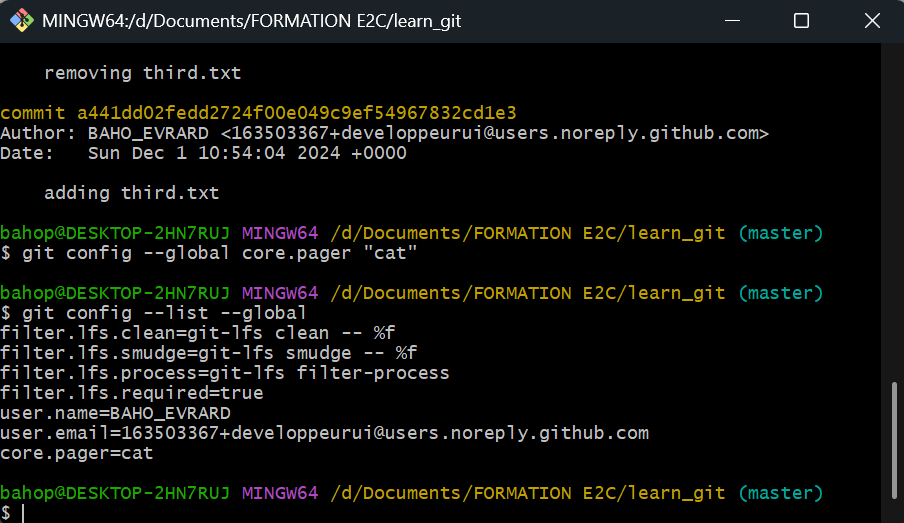 MINGW64:/d/Documents/FORMATION E2C/learn_git
removing third.txt
commit a441dd02fedd2724f00e049c9ef54967832cd1e3
Author: BAHO_EVRARD <163503367+developpeurui@users.noreply.github.com>
Date:   Sun Dec 1 10:54:04 2024 +0000
adding third.txt
bahop@DESKTOP-2HN7RUJ MINGW64 /d/Documents/FORMATION E2C/learn_git (master)
$ git config --global core.pager "cat"
bahop@DESKTOP-2HN7RUJ MINGW64 /d/Documents/FORMATION E2C/learn_git (master)
$ git config --list --global
filter.lfs.clean=git-lfs clean -- %f
filter.lfs.smudge=git-lfs smudge -- %f
filter.lfs.process=git-lfs filter-process
filter.lfs.required=true
user.name=BAHO_EVRARD
user.email=163503367+developpeurui@users.noreply.github.com
core.pager=cat
bahop@DESKTOP-2HN7RUJ MINGW64 /d/Documents/FORMATION E2C/learn_git (master)
$